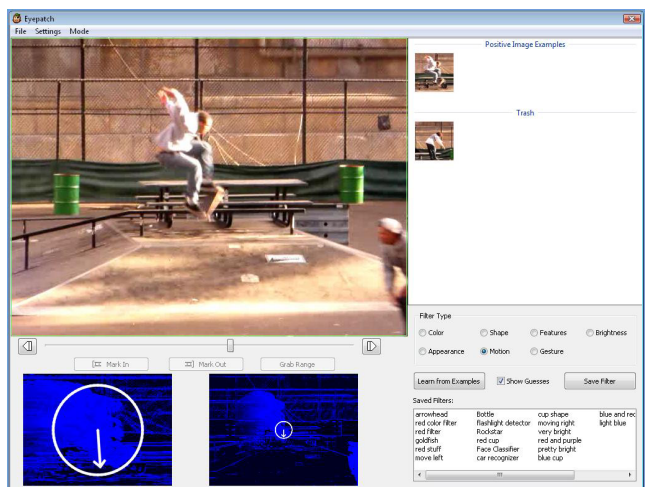 Eyepatch
File Settings Mode
Positive Image Examples
Trash
Filter Type
Color Shape Features Brightness
Appearance Motion Gesture
Mark In Mark Out Grab Range
Learn from Examples Show Guesses Save Filter
Saved Filters:
arrowhead Bottle cup shape blue and rec
red color filter flashlight detector moving right light blue
red filter Rockstar very bright
goldfish red cup red and purple
red stuff Face Classifier pretty bright
move left car recognizer blue cup